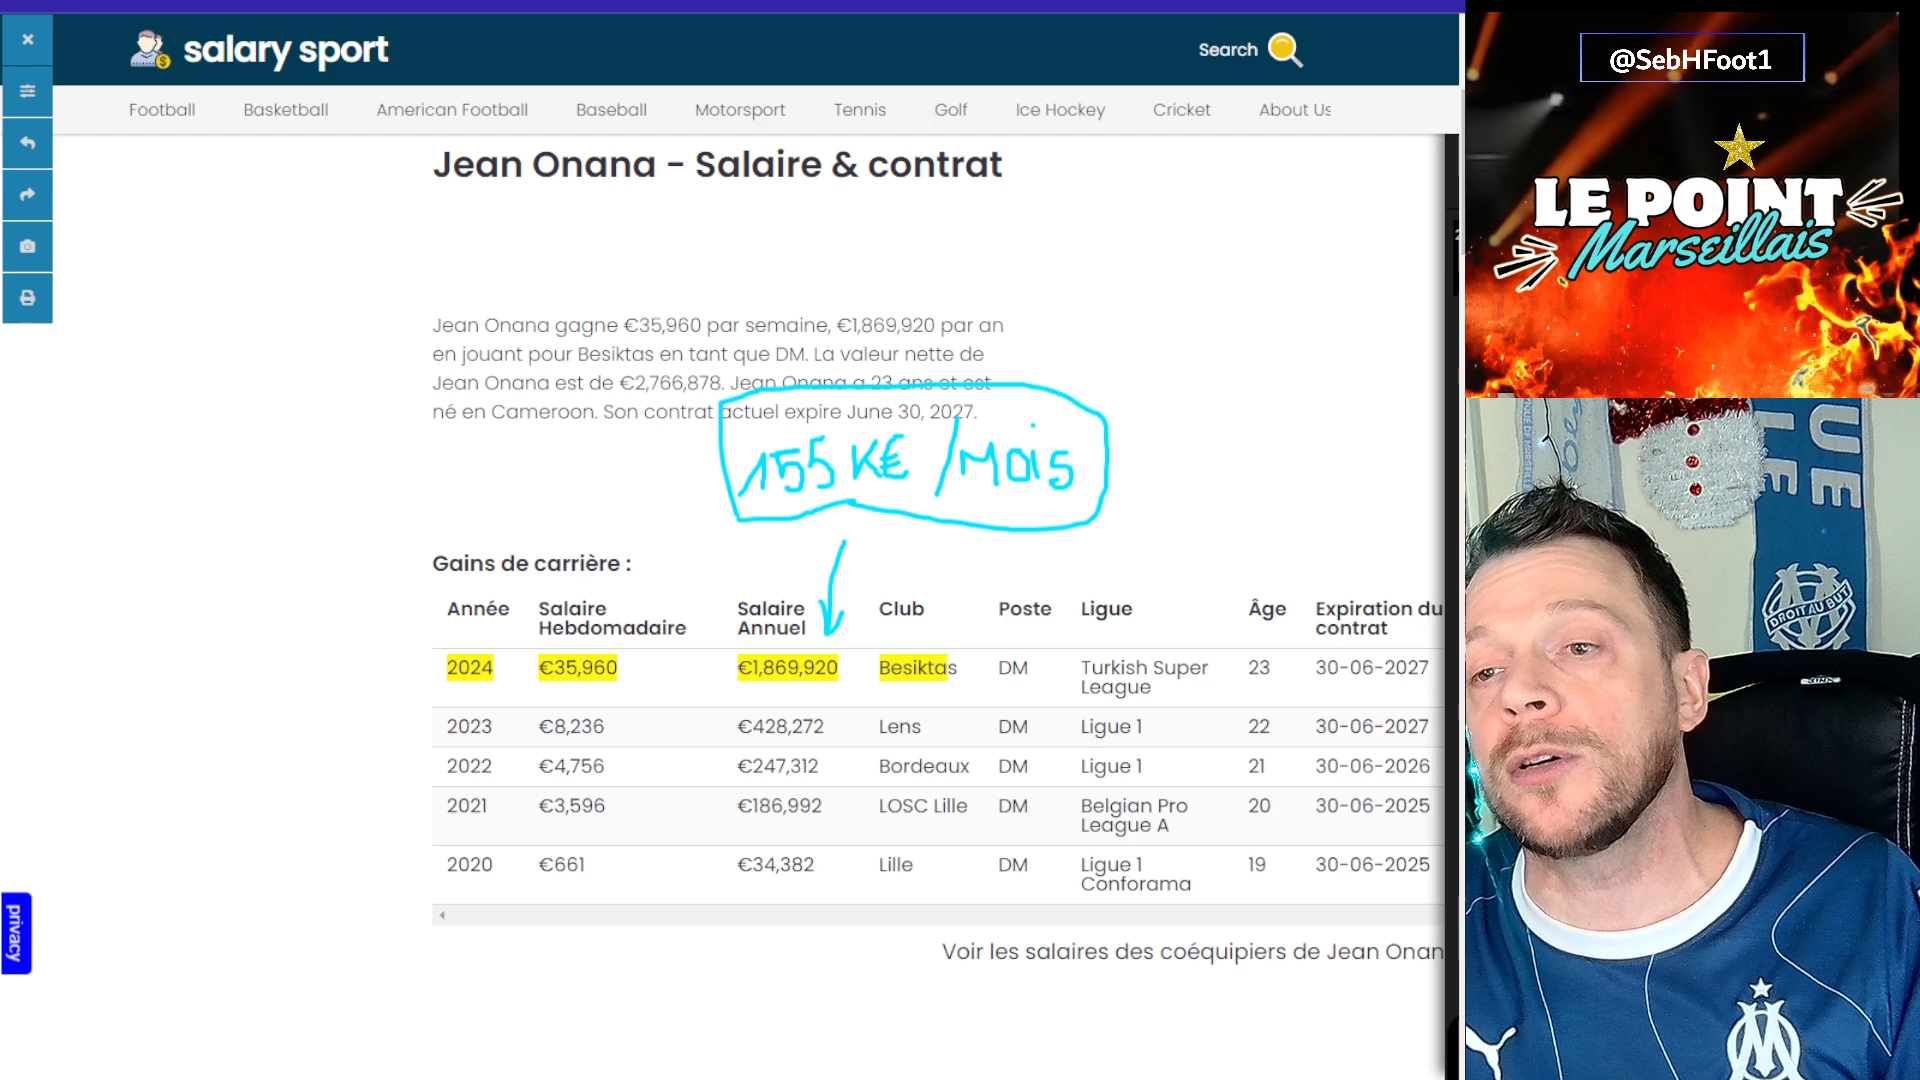 salary sport
Search
Football Basketball American Football Baseball Motorsport Tennis Golf Ice Hockey Cricket About Us
Jean Onana - Salaire & contrat
Jean Onana gagne €35,960 par semaine, €1,869,920 par an
en jouant pour Besiktas en tant que DM. La valeur nette de
Jean Onana est de €2,766,878. Jean Onana a 23 ans et est
né en Cameroon. Son contrat actuel expire June 30, 2027.
155 K€ /MOIS
Gains de carrière :
Année Salaire Hebdomadaire Salaire Annuel Club Poste Ligue Âge Expiration du contrat
2024 €35,960 €1,869,920 Besiktas DM Turkish Super League 23 30-06-2027
2023 €8,236 €428,272 Lens DM Ligue 1 22 30-06-2027
2022 €4,756 €247,312 Bordeaux DM Ligue 1 21 30-06-2026
2021 €3,596 €186,992 LOSC Lille DM Belgian Pro League A 20 30-06-2025
2020 €661 €34,382 Lille DM Ligue 1 Conforama 19 30-06-2025
Voir les salaires des coéquipiers de Jean Onan
privacy
@SebHFoot1
LE POINT
Marseillais
DROIT AU BUT